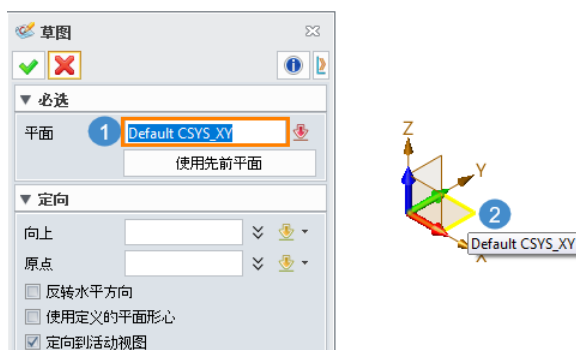 草图
▼ 必选
平面 1 Default CSYS_XY
使用先前平面
▼ 定向
向上
原点
反转水平方向
使用定义的平面形心
定向到活动视图
Z
Y
2
Default CSYS_XY
X